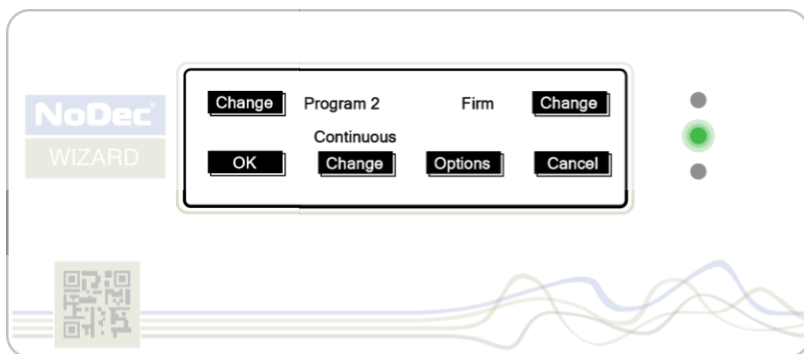 NoDec®
WIZARD
Change Program 2 Firm Change
Continuous
OK Change Options Cancel